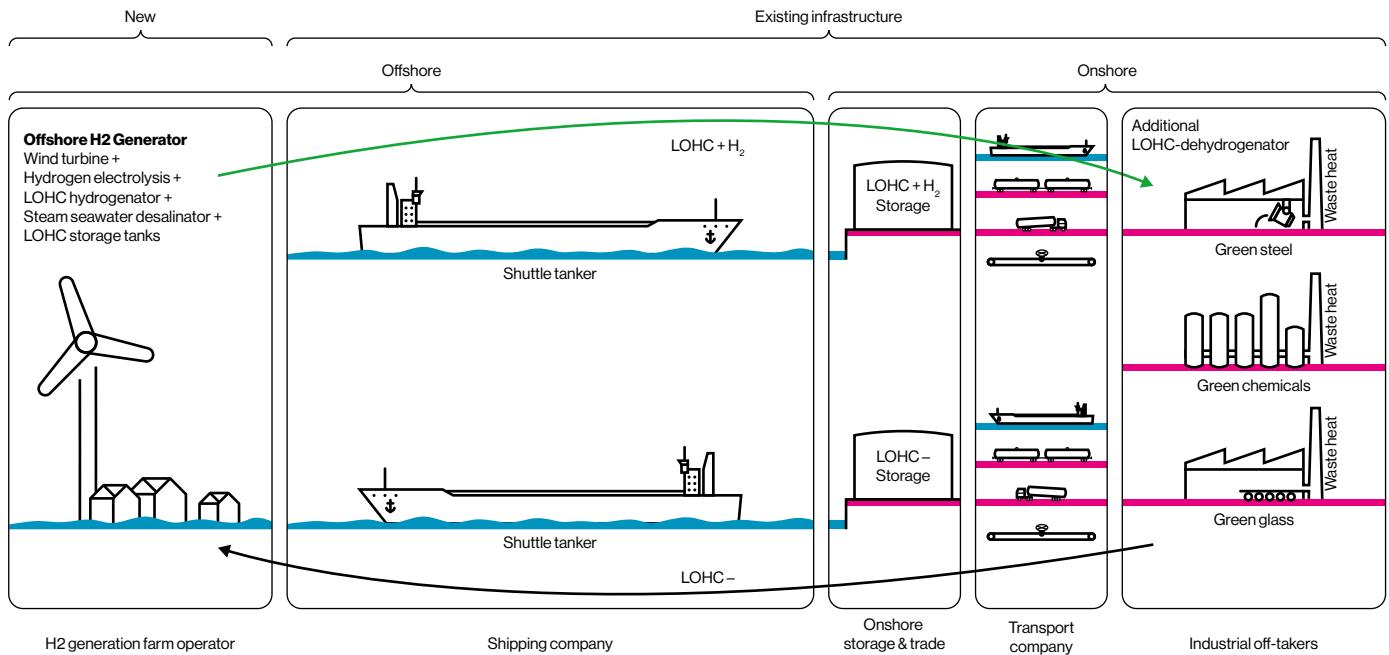 New
Existing infrastructure
Offshore
Onshore
Offshore H2 Generator
Wind turbine +
Hydrogen electrolysis +
LOHC hydrogenator +
Steam seawater desalinator +
LOHC storage tanks
LOHC + H₂
Shuttle tanker
LOHC + H₂
Storage
Additional
LOHC-dehydrogenator
Waste heat
Green steel
Waste heat
Green chemicals
Shuttle tanker
LOHC –
Storage
Waste heat
Green glass
LOHC –
H2 generation farm operator
Shipping company
Onshore
storage & trade
Transport
company
Industrial off-takers